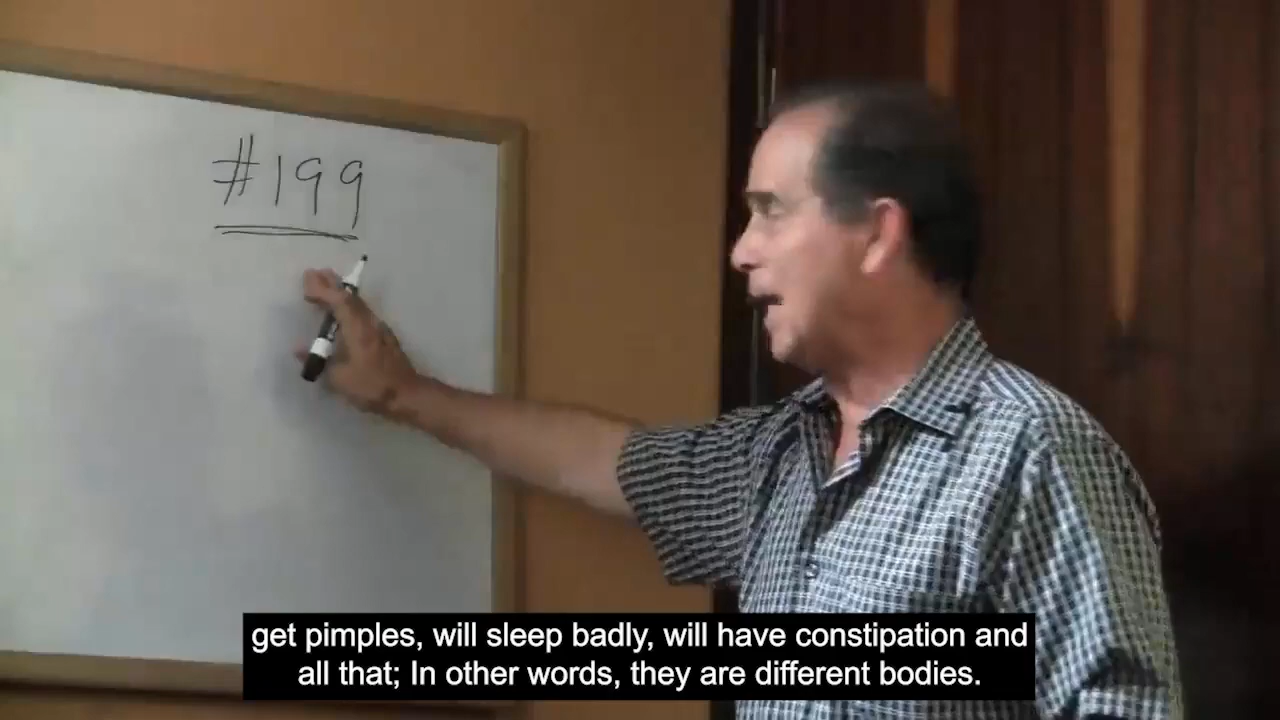 #199
get pimples, will sleep badly, will have constipation and
all that; In other words, they are different bodies.